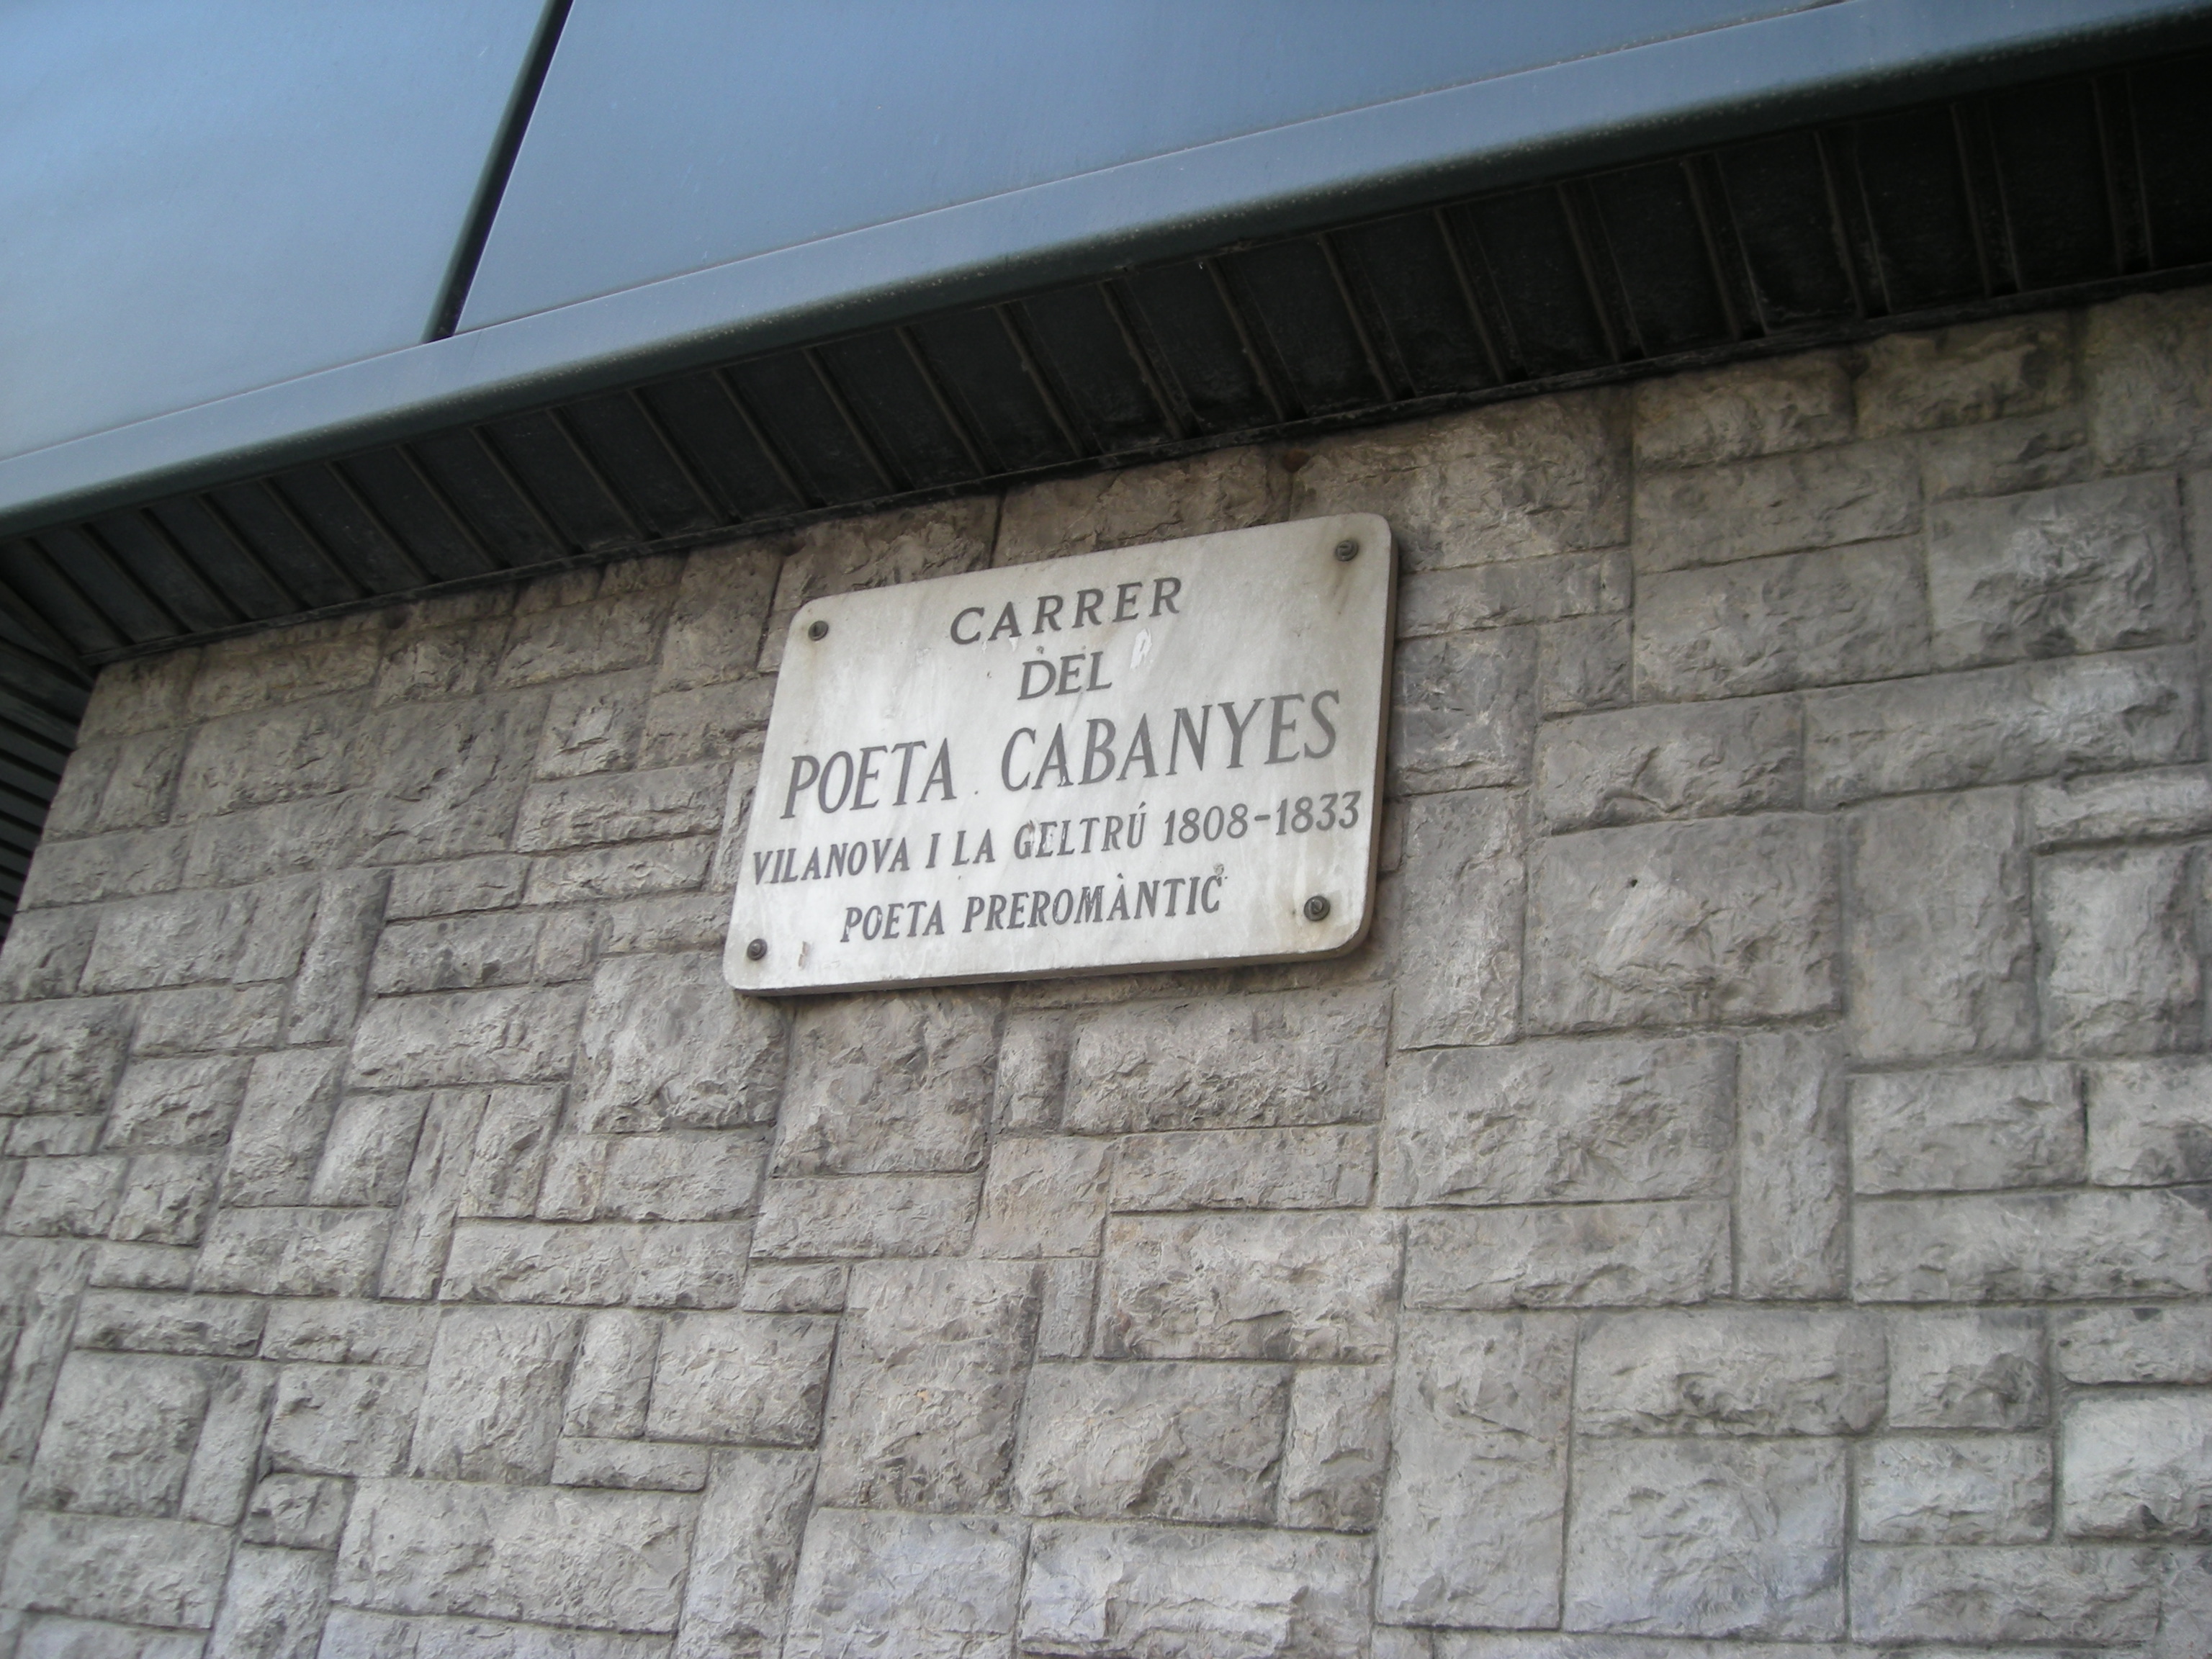 CARRER
DEL
POETA CABANYES
VILANOVA I LA GELTRÚ 1808-1833
POETA PREROMÀNTIC